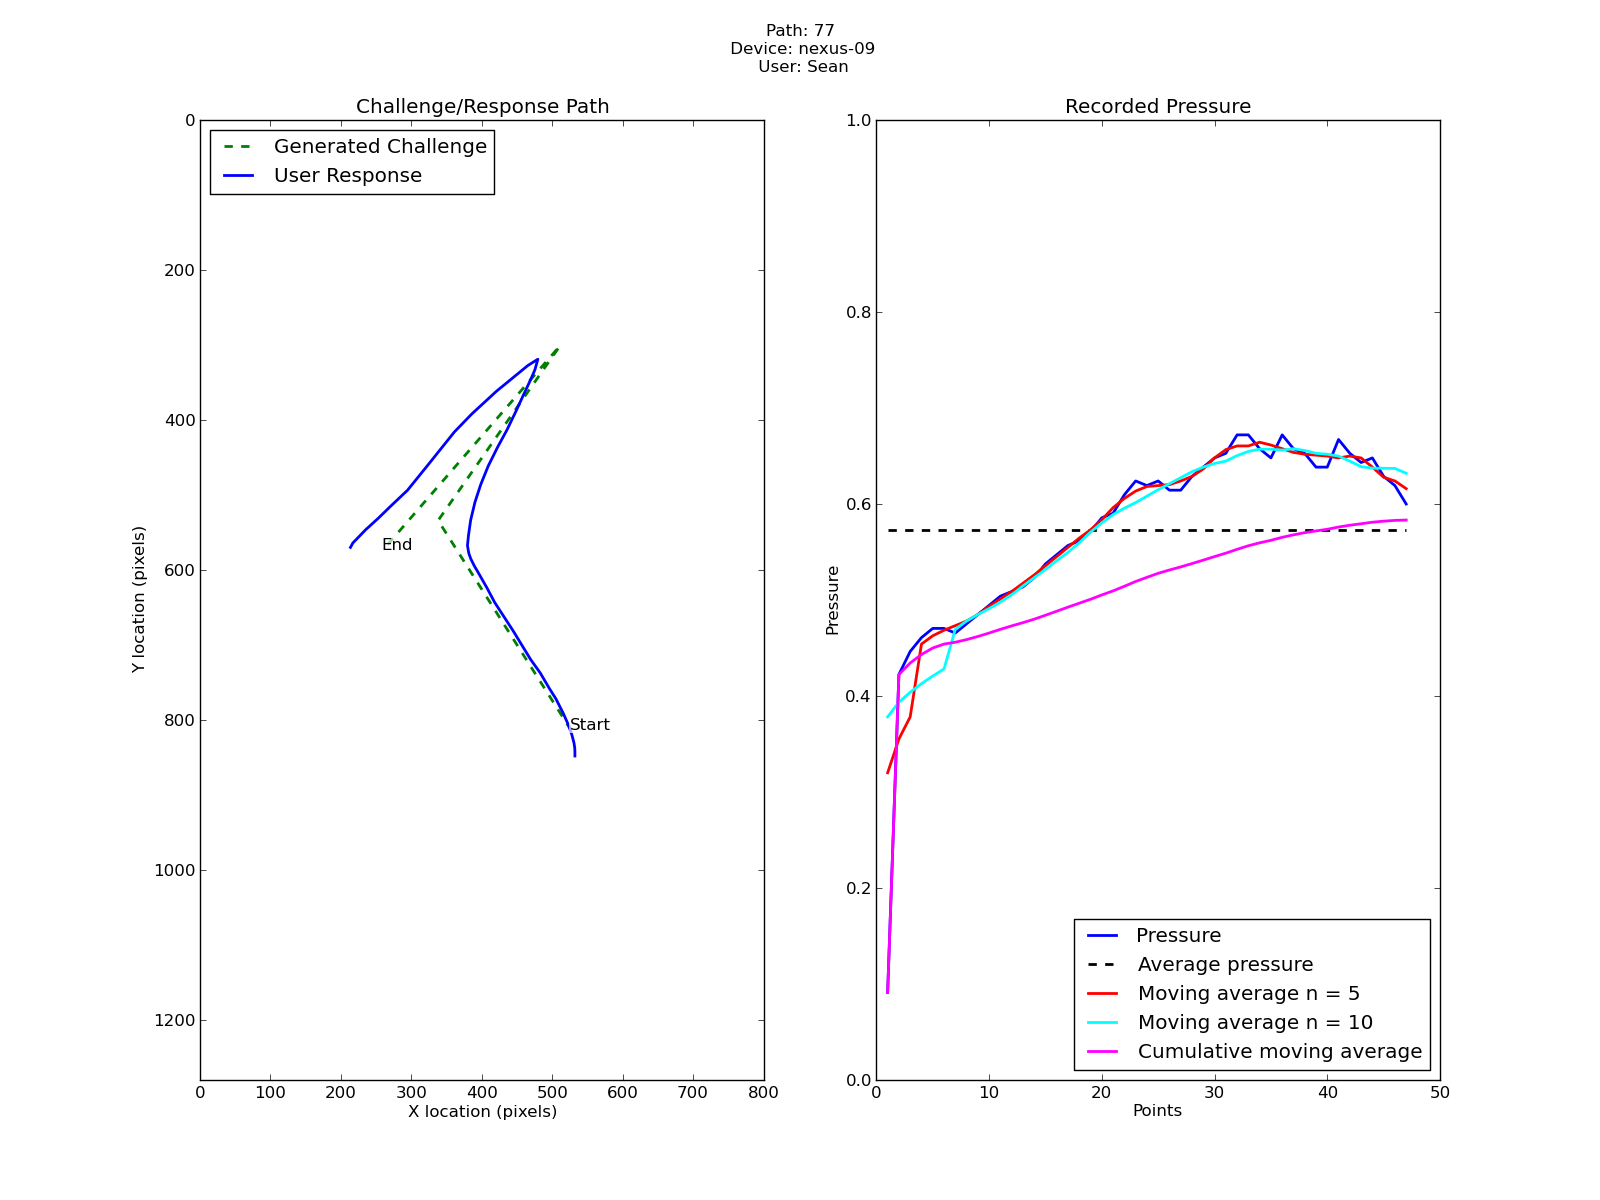 Path: 77
Device: nexus-09
User: Sean
Challenge/Response Path
0
200
400
600
800
1000
1200
Y location (pixels)
Generated Challenge
User Response
End
Start
0 100 200 300 400 500 600 700 800
X location (pixels)
Recorded Pressure
1.0
0.8
0.6
0.4
0.2
0.0
Pressure
Pressure
Average pressure
Moving average n = 5
Moving average n = 10
Cumulative moving average
0 10 20 30 40 50
Points